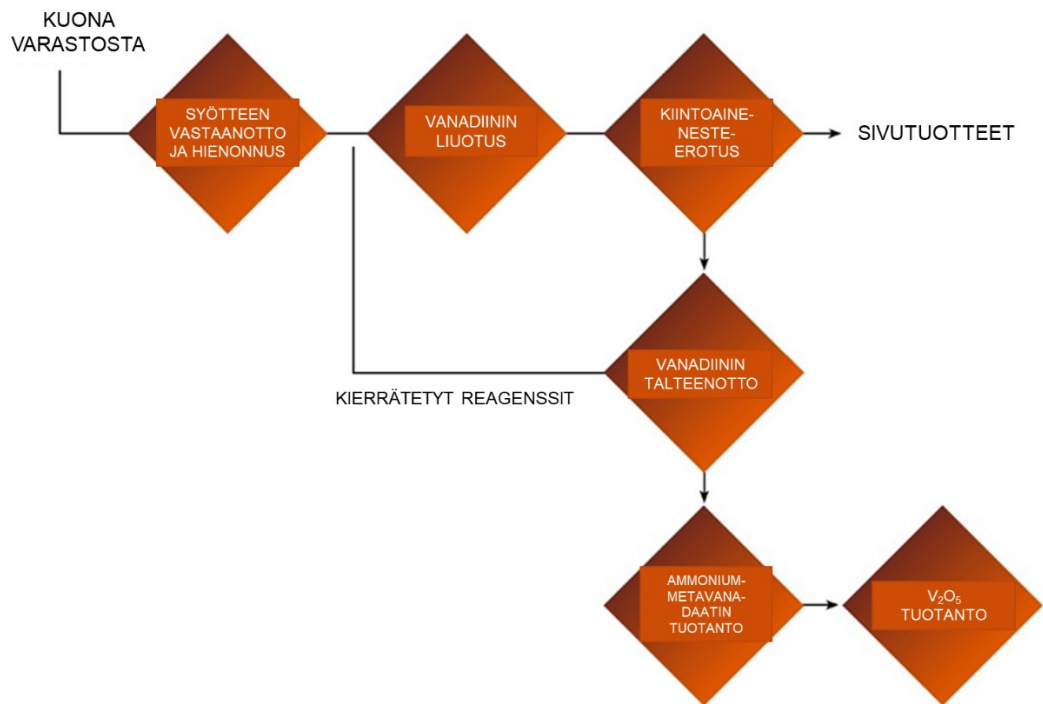 KUONA
VARASTOSTA
SYÖTTEEN
VASTAANOTTO
JA HIENONNUS
VANADIININ
LIUOTUS
KIINTOAINE-
NESTE-
EROTUS
SIVUTUOTTEET
VANADIININ
TALTEENOTTO
KIERRÄTETYT REAGENSSIT
AMMONIUM-
METAVANA-
DAATIN
TUOTANTO
V₂O₅
TUOTANTO